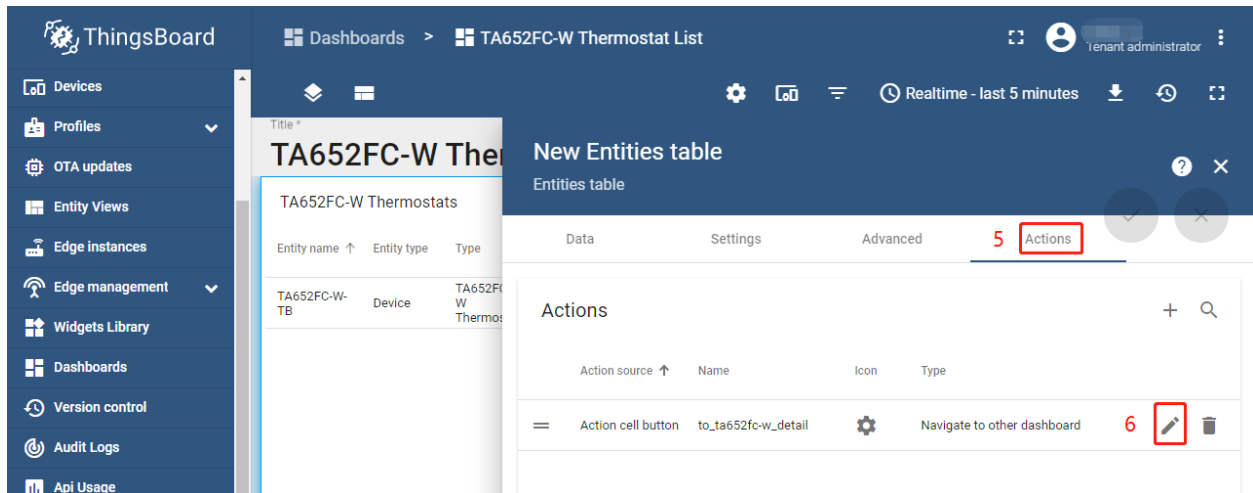 ThingsBoard
Dashboards > TA652FC-W Thermostat List
Tenant administrator
Devices
Profiles
OTA updates
Entity Views
Edge instances
Edge management
Widgets Library
Dashboards
Version control
Audit Logs
Api Usage
Realtime - last 5 minutes
Title *
TA652FC-W Ther
TA652FC-W Thermostats
Entity name Entity type Type
TA652FC-W-TB Device TA652FC-W Thermos
New Entities table
Entities table
Data Settings Advanced 5 Actions
Actions
Action source Name Icon Type
Action cell button to_ta652fc-w_detail Navigate to other dashboard 6